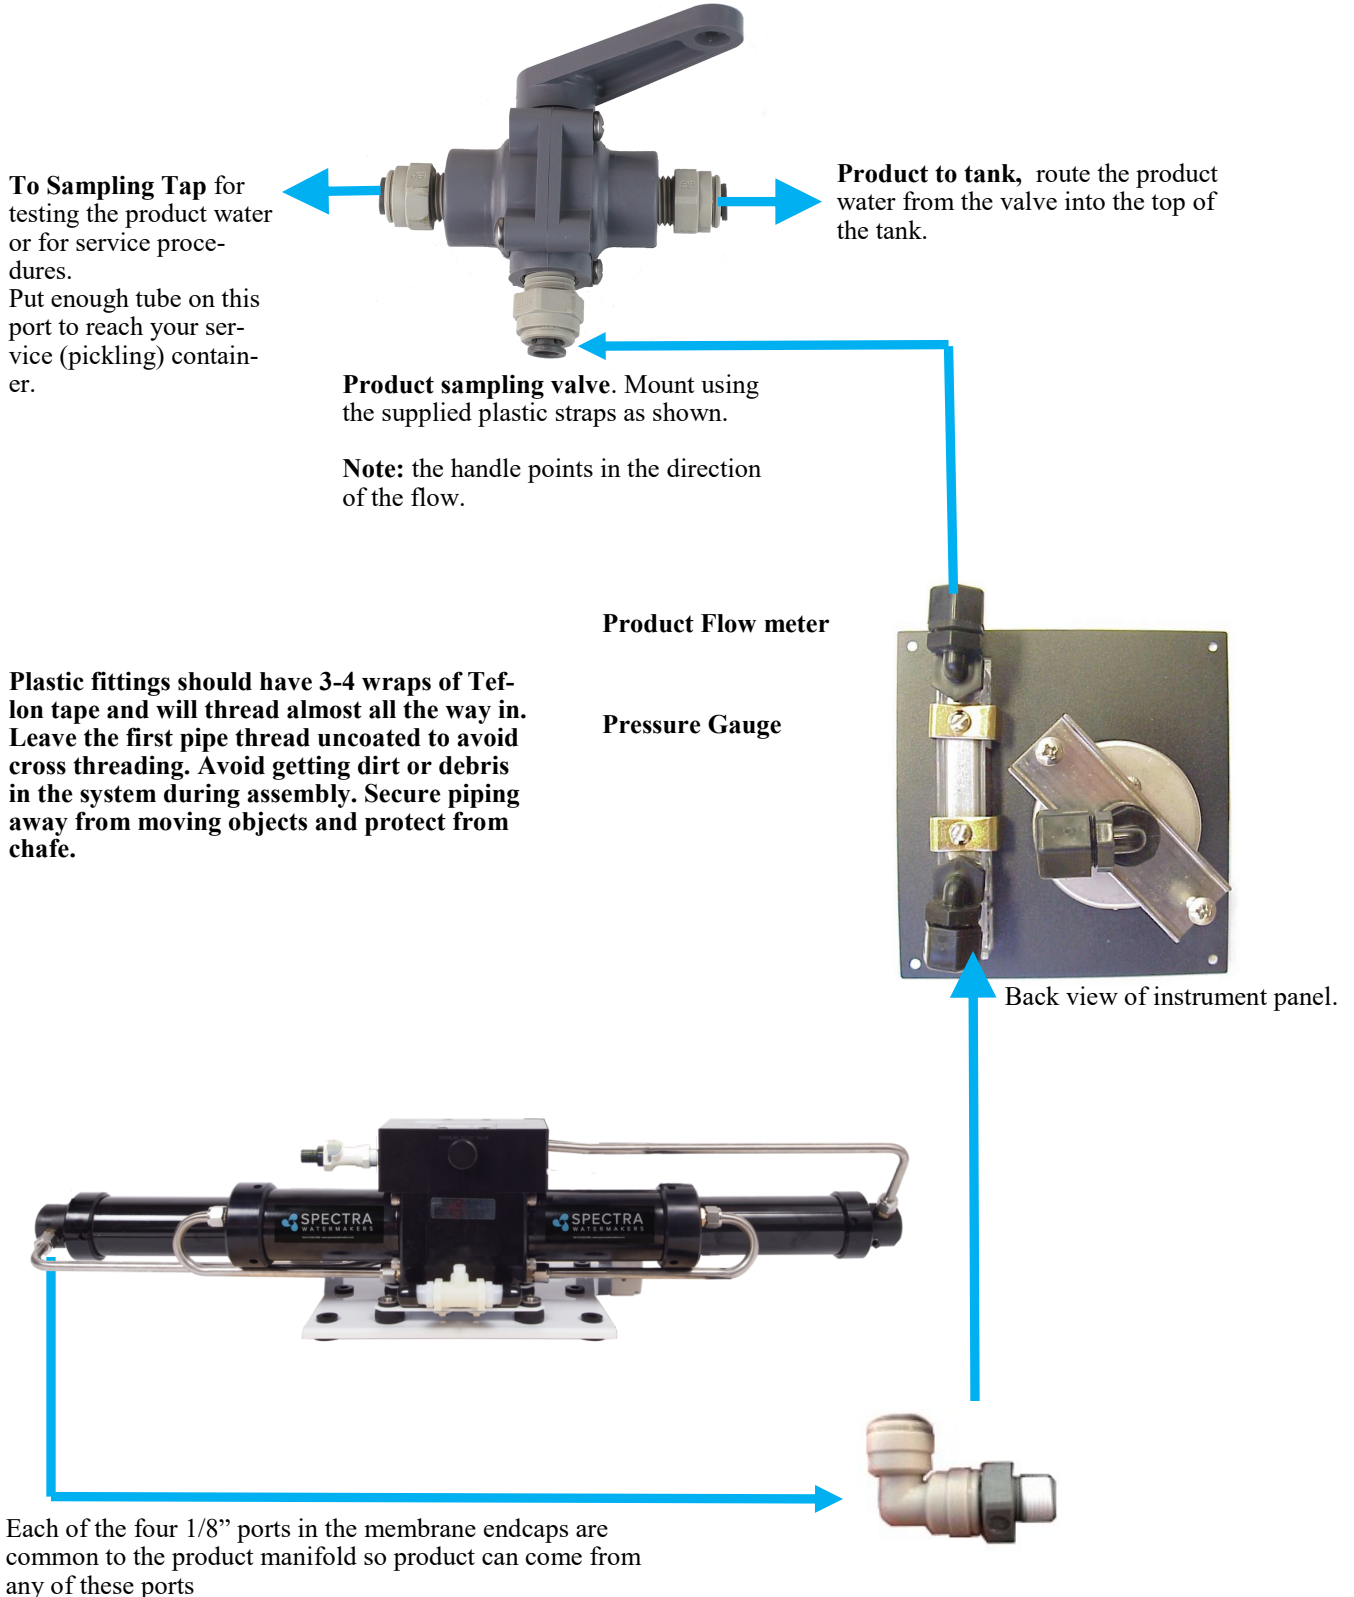 To Sampling Tap for
testing the product water
or for service proce-
dures.
Put enough tube on this
port to reach your ser-
vice (pickling) contain-
er.
Product to tank,  route the product
water from the valve into the top of
the tank.
Product sampling valve. Mount using
the supplied plastic straps as shown.
Note: the handle points in the direction
of the flow.
Product Flow meter
Plastic fittings should have 3-4 wraps of Tef-
lon tape and will thread almost all the way in.
Leave the first pipe thread uncoated to avoid
cross threading. Avoid getting dirt or debris
in the system during assembly. Secure piping
away from moving objects and protect from
chafe.
Pressure Gauge
Back view of instrument panel.
SPECTRA
WATERMAKERS
SPECTRA
WATERMAKERS
Each of the four 1/8” ports in the membrane endcaps are
common to the product manifold so product can come from
any of these ports